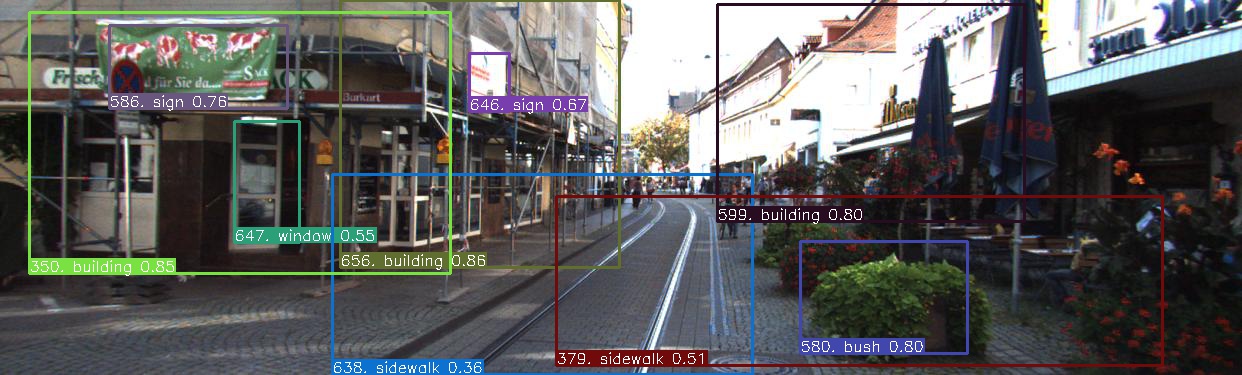 Frisch
d für Sie da...
SACK
ACK
Burkart
586. sign 0.76
646. sign 0.67
647. window 0.55
350. building 0.85
656. building 0.86
599. building 0.80
638. sidewalk 0.36
379. sidewalk 0.51
580. bush 0.80